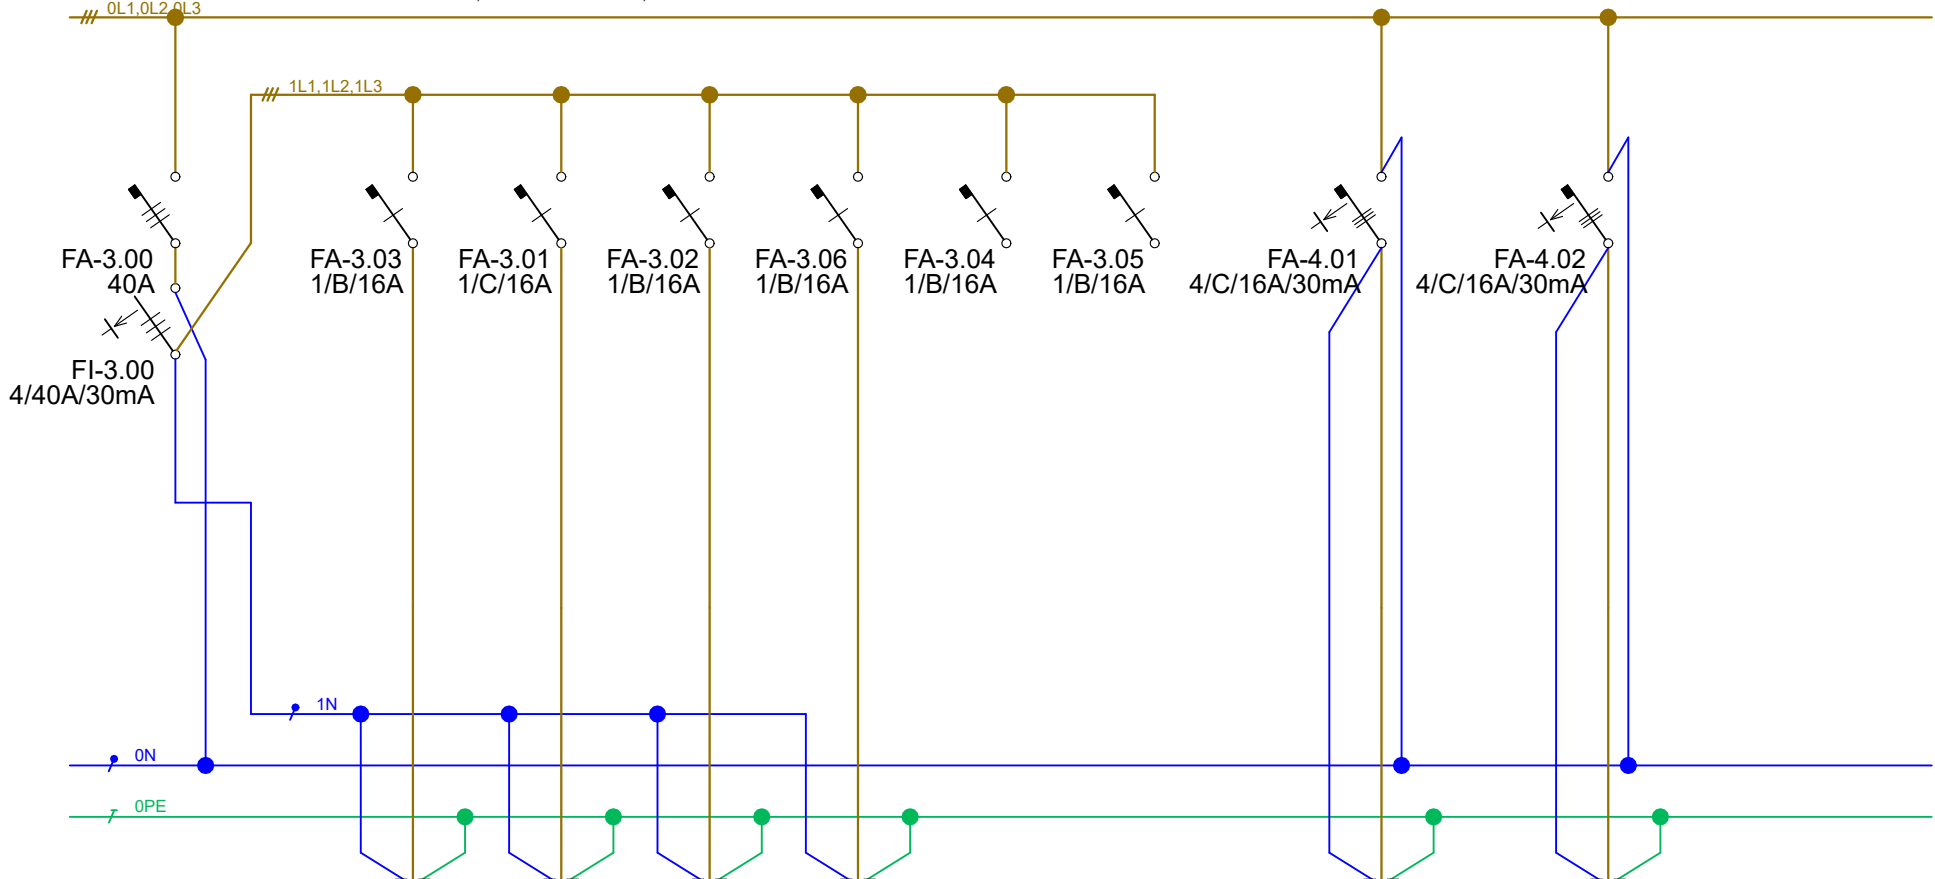 0L1,0L2,0L3
1L1,1L2,1L3
FA-3.00
40A
FA-3.03
1/B/16A
FA-3.01
1/C/16A
FA-3.02
1/B/16A
FA-3.06
1/B/16A
FA-3.04
1/B/16A
FA-3.05
1/B/16A
FA-4.01
4/C/16A/30mA
FA-4.02
4/C/16A/30mA
FI-3.00
4/40A/30mA
1N
0N
0PE